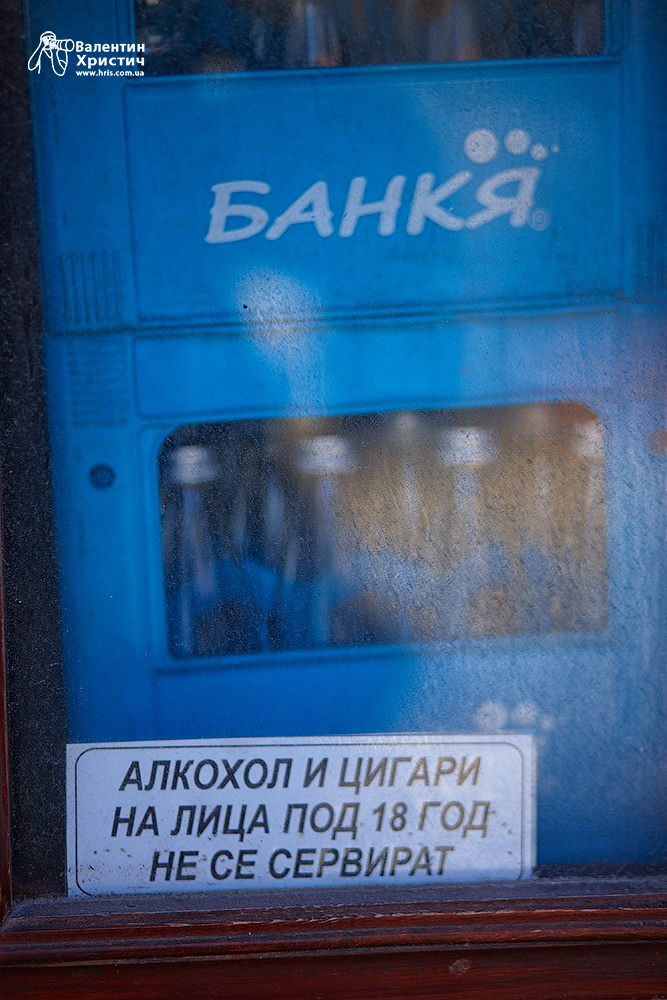 Валентин
Христич
www.hris.com.ua
БАНКЯ
АЛКОХОЛ И ЦИГАРИ
НА ЛИЦА ПОД 18 ГОД
НЕ СЕ СЕРВИРАТ